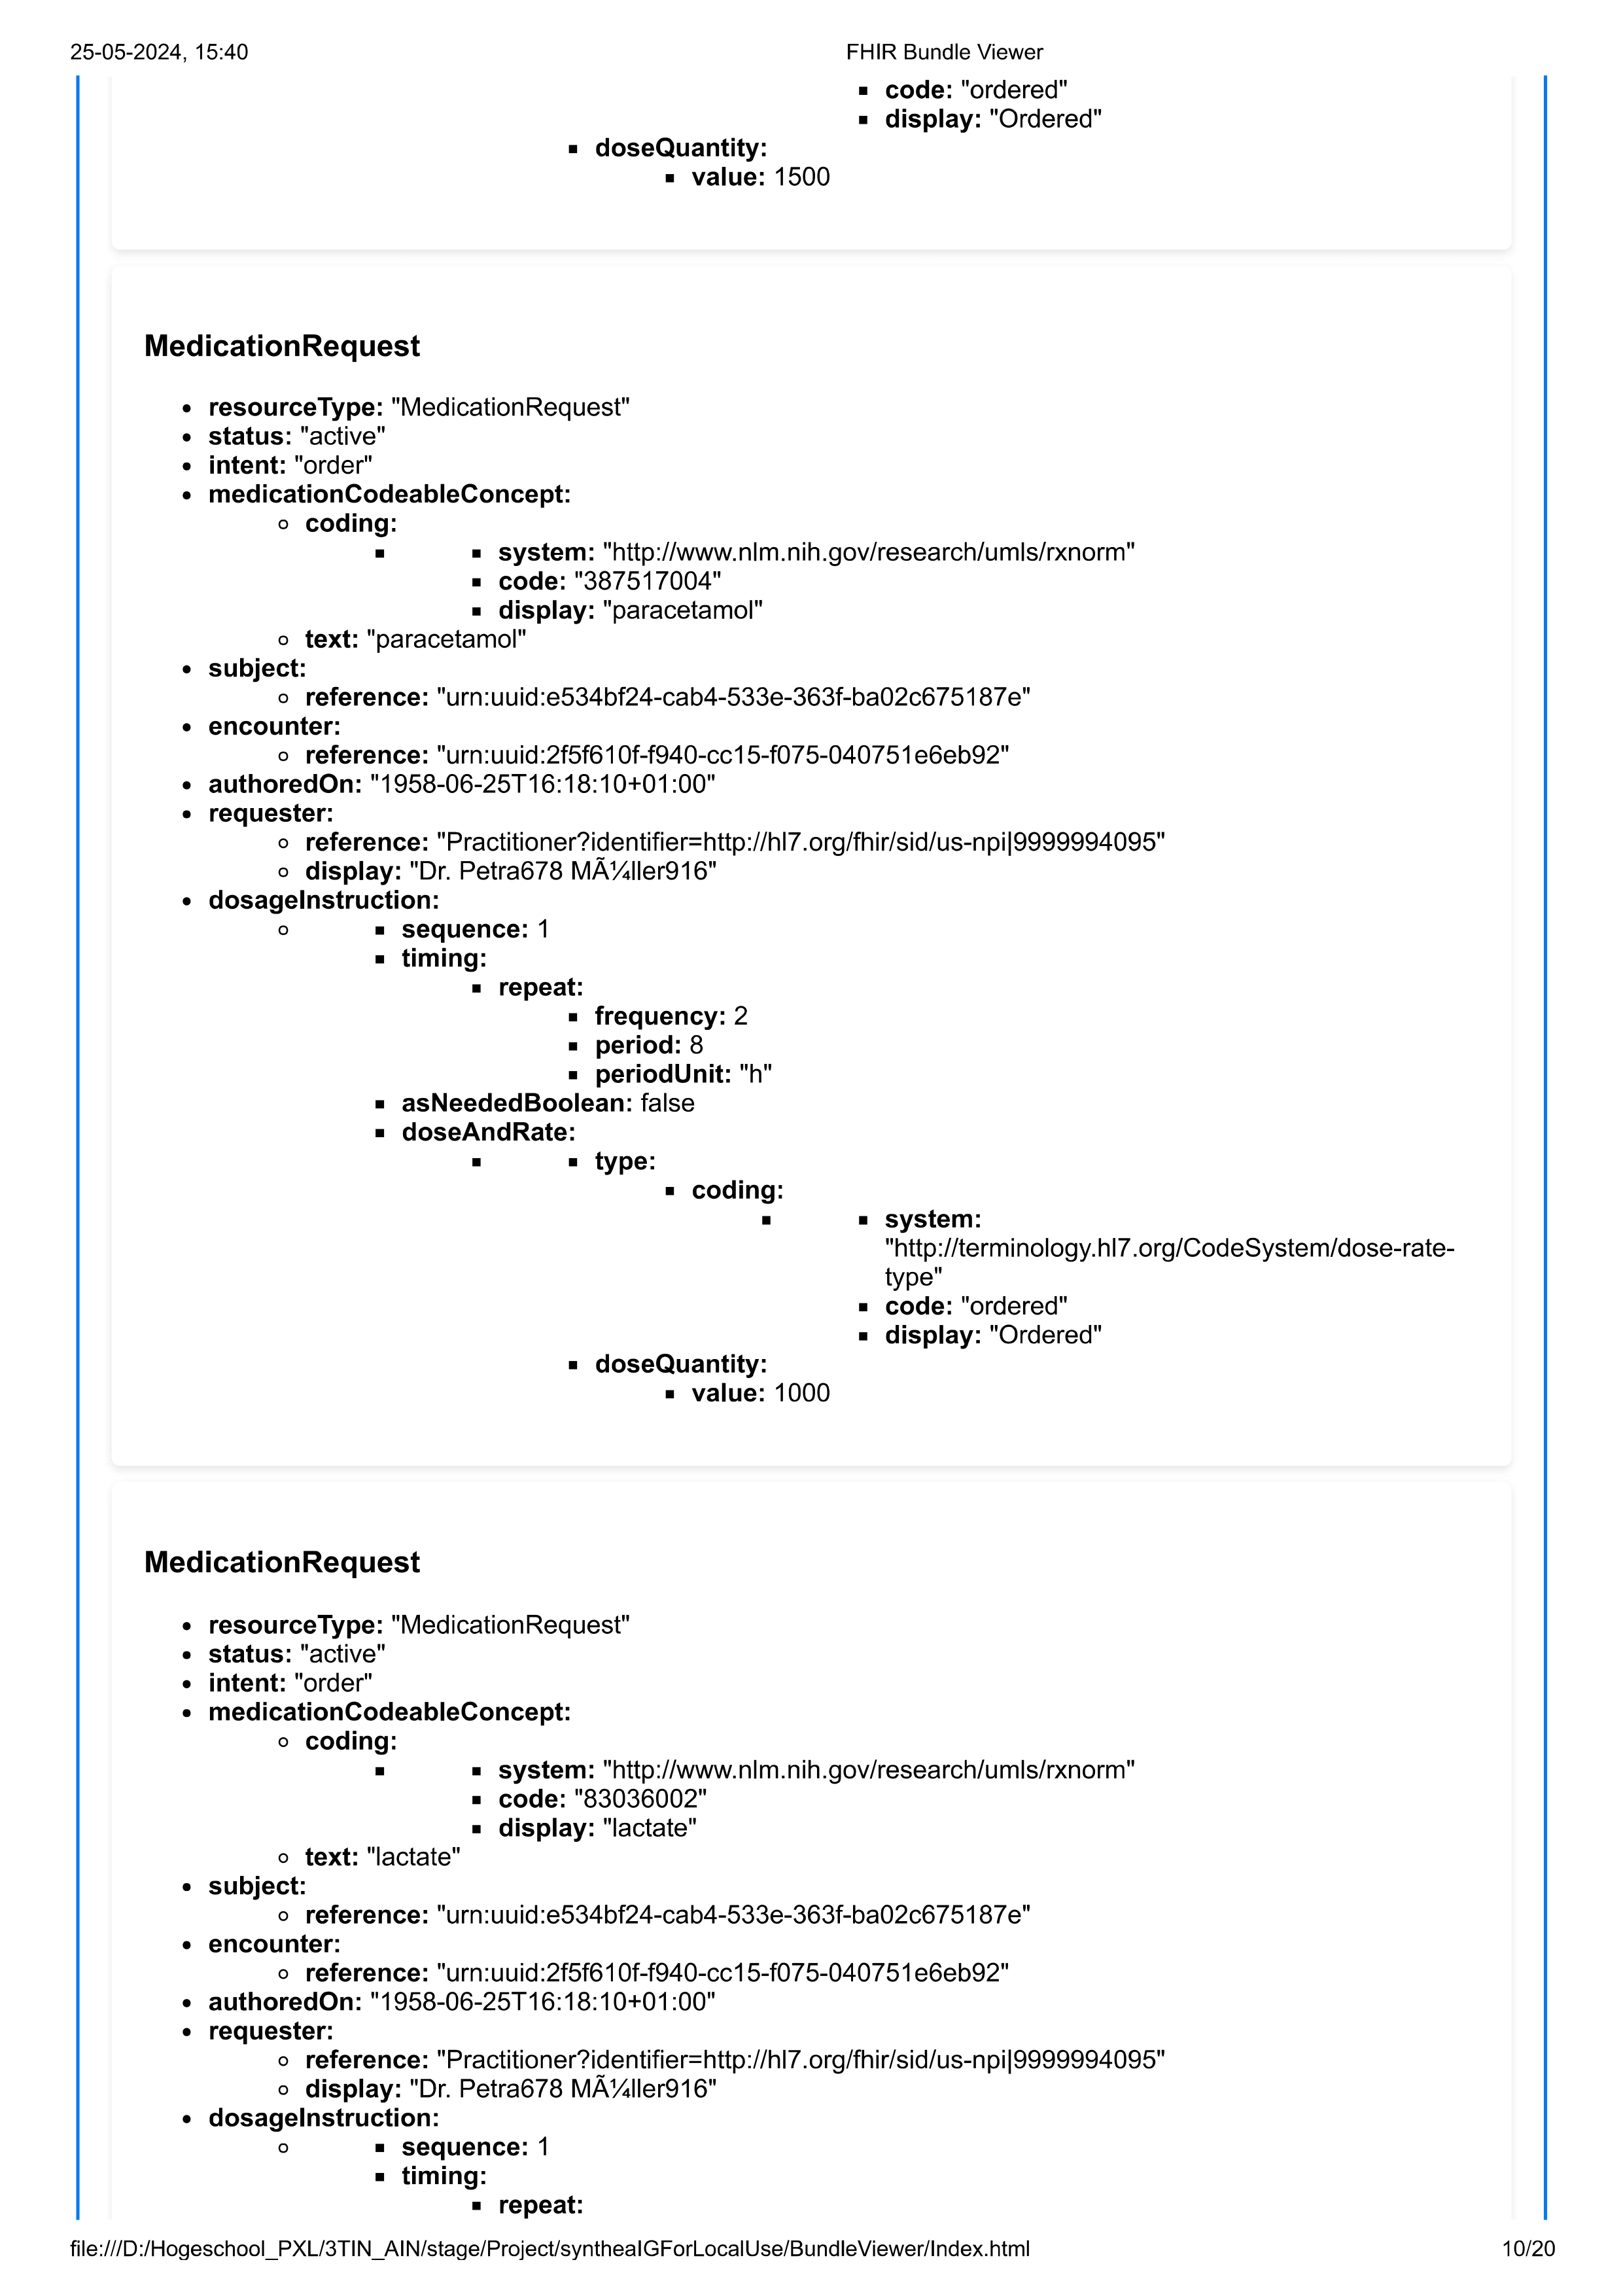 25-05-2024, 15:40 FHIR Bundle Viewer
code: "ordered"
display: "Ordered"
doseQuantity:
value: 1500
MedicationRequest
resourceType: "MedicationRequest"
status: "active"
intent: "order"
medicationCodeableConcept:
coding:
system: "http://www.nlm.nih.gov/research/umls/rxnorm"
code: "387517004"
display: "paracetamol"
text: "paracetamol"
subject:
reference: "urn:uuid:e534bf24-cab4-533e-363f-ba02c675187e"
encounter:
reference: "urn:uuid:2f5f610f-f940-cc15-f075-040751e6eb92"
authoredOn: "1958-06-25T16:18:10+01:00"
requester:
reference: "Practitioner?identifier=http://hl7.org/fhir/sid/us-npi|9999994095"
display: "Dr. Petra678 MÃ¼ller916"
dosageInstruction:
sequence: 1
timing:
repeat:
frequency: 2
period: 8
periodUnit: "h"
asNeededBoolean: false
doseAndRate:
type:
coding:
system:
"http://terminology.hl7.org/CodeSystem/dose-rate-
type"
code: "ordered"
display: "Ordered"
doseQuantity:
value: 1000
MedicationRequest
resourceType: "MedicationRequest"
status: "active"
intent: "order"
medicationCodeableConcept:
coding:
system: "http://www.nlm.nih.gov/research/umls/rxnorm"
code: "83036002"
display: "lactate"
text: "lactate"
subject:
reference: "urn:uuid:e534bf24-cab4-533e-363f-ba02c675187e"
encounter:
reference: "urn:uuid:2f5f610f-f940-cc15-f075-040751e6eb92"
authoredOn: "1958-06-25T16:18:10+01:00"
requester:
reference: "Practitioner?identifier=http://hl7.org/fhir/sid/us-npi|9999994095"
display: "Dr. Petra678 MÃ¼ller916"
dosageInstruction:
sequence: 1
timing:
repeat:
file:///D:/Hogeschool_PXL/3TIN_AIN/stage/Project/syntheaIGForLocalUse/BundleViewer/Index.html 10/20